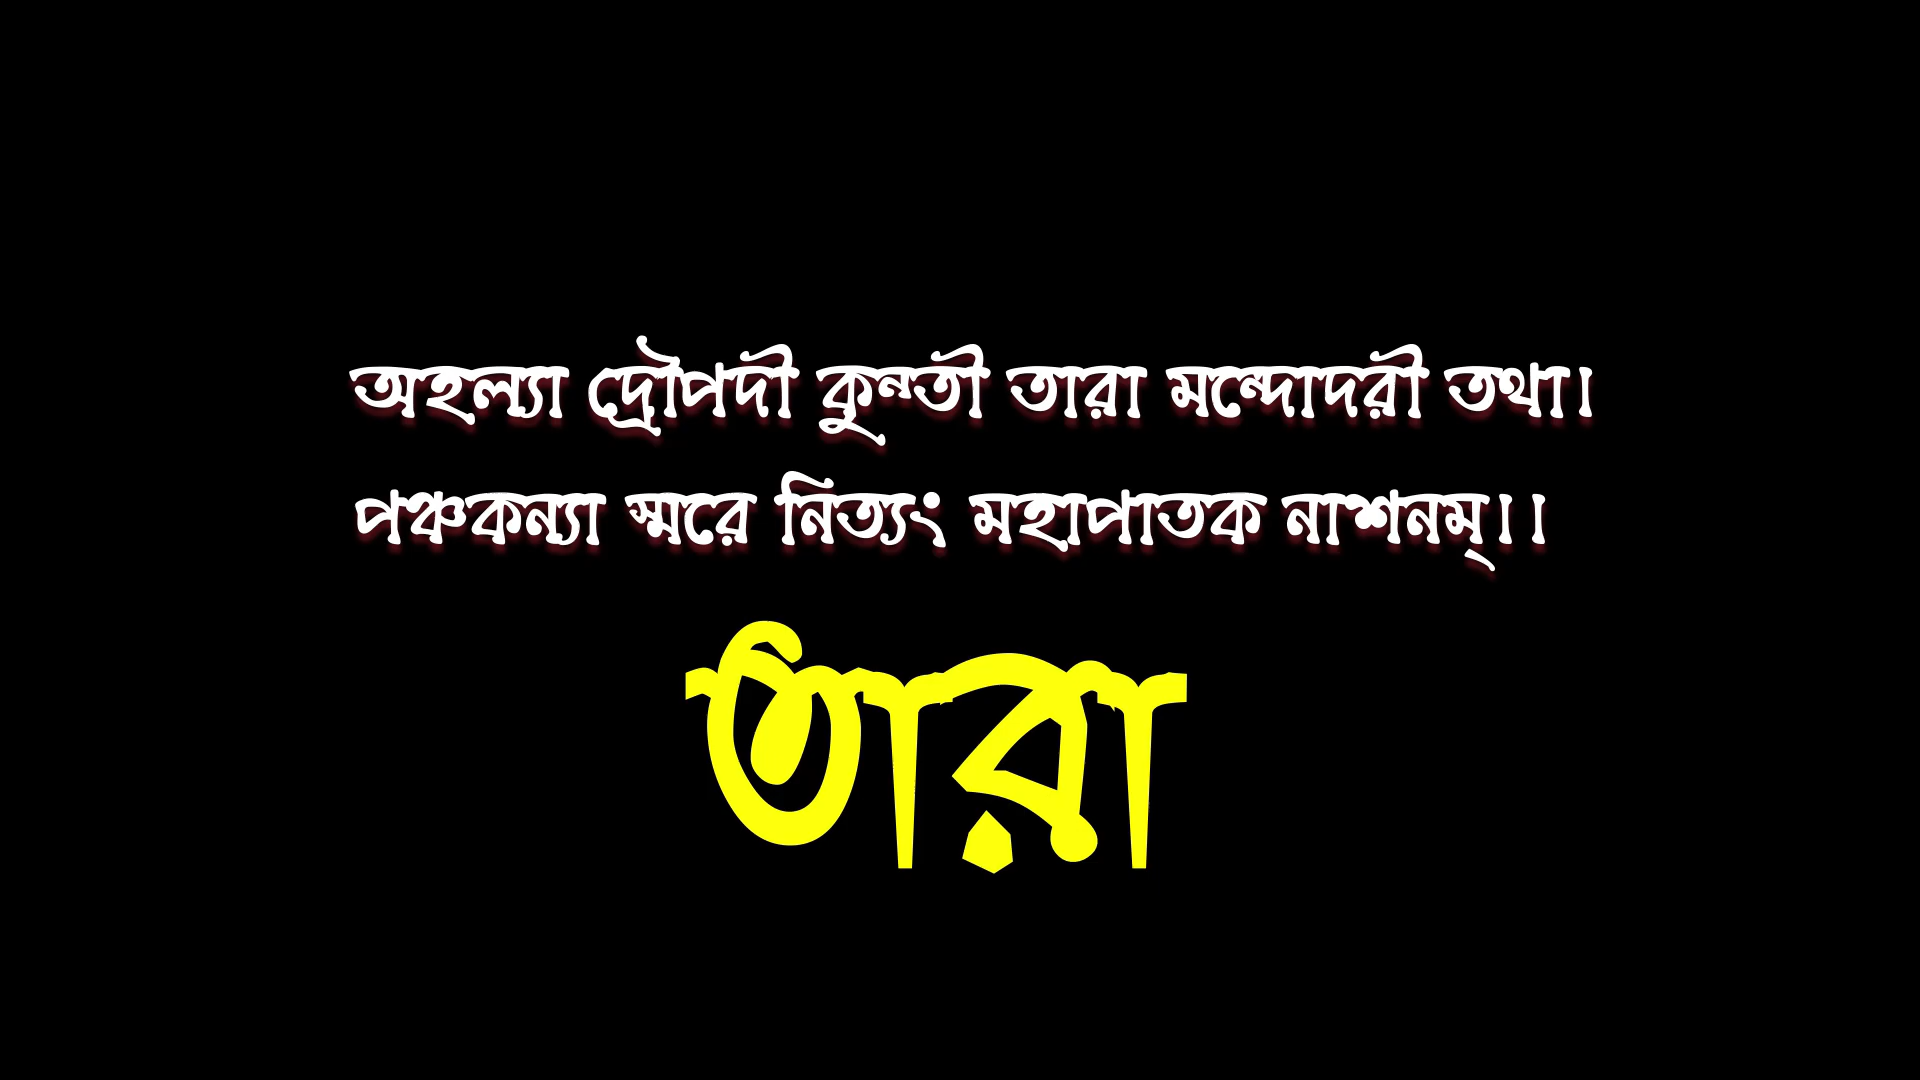 অহল্যা দ্রৌপদী কুন্তী তারা মন্দোদরী তথা।
পঞ্চকন্যা স্মরে নিত্যং মহাপাতক নাশনম্।।
তারা